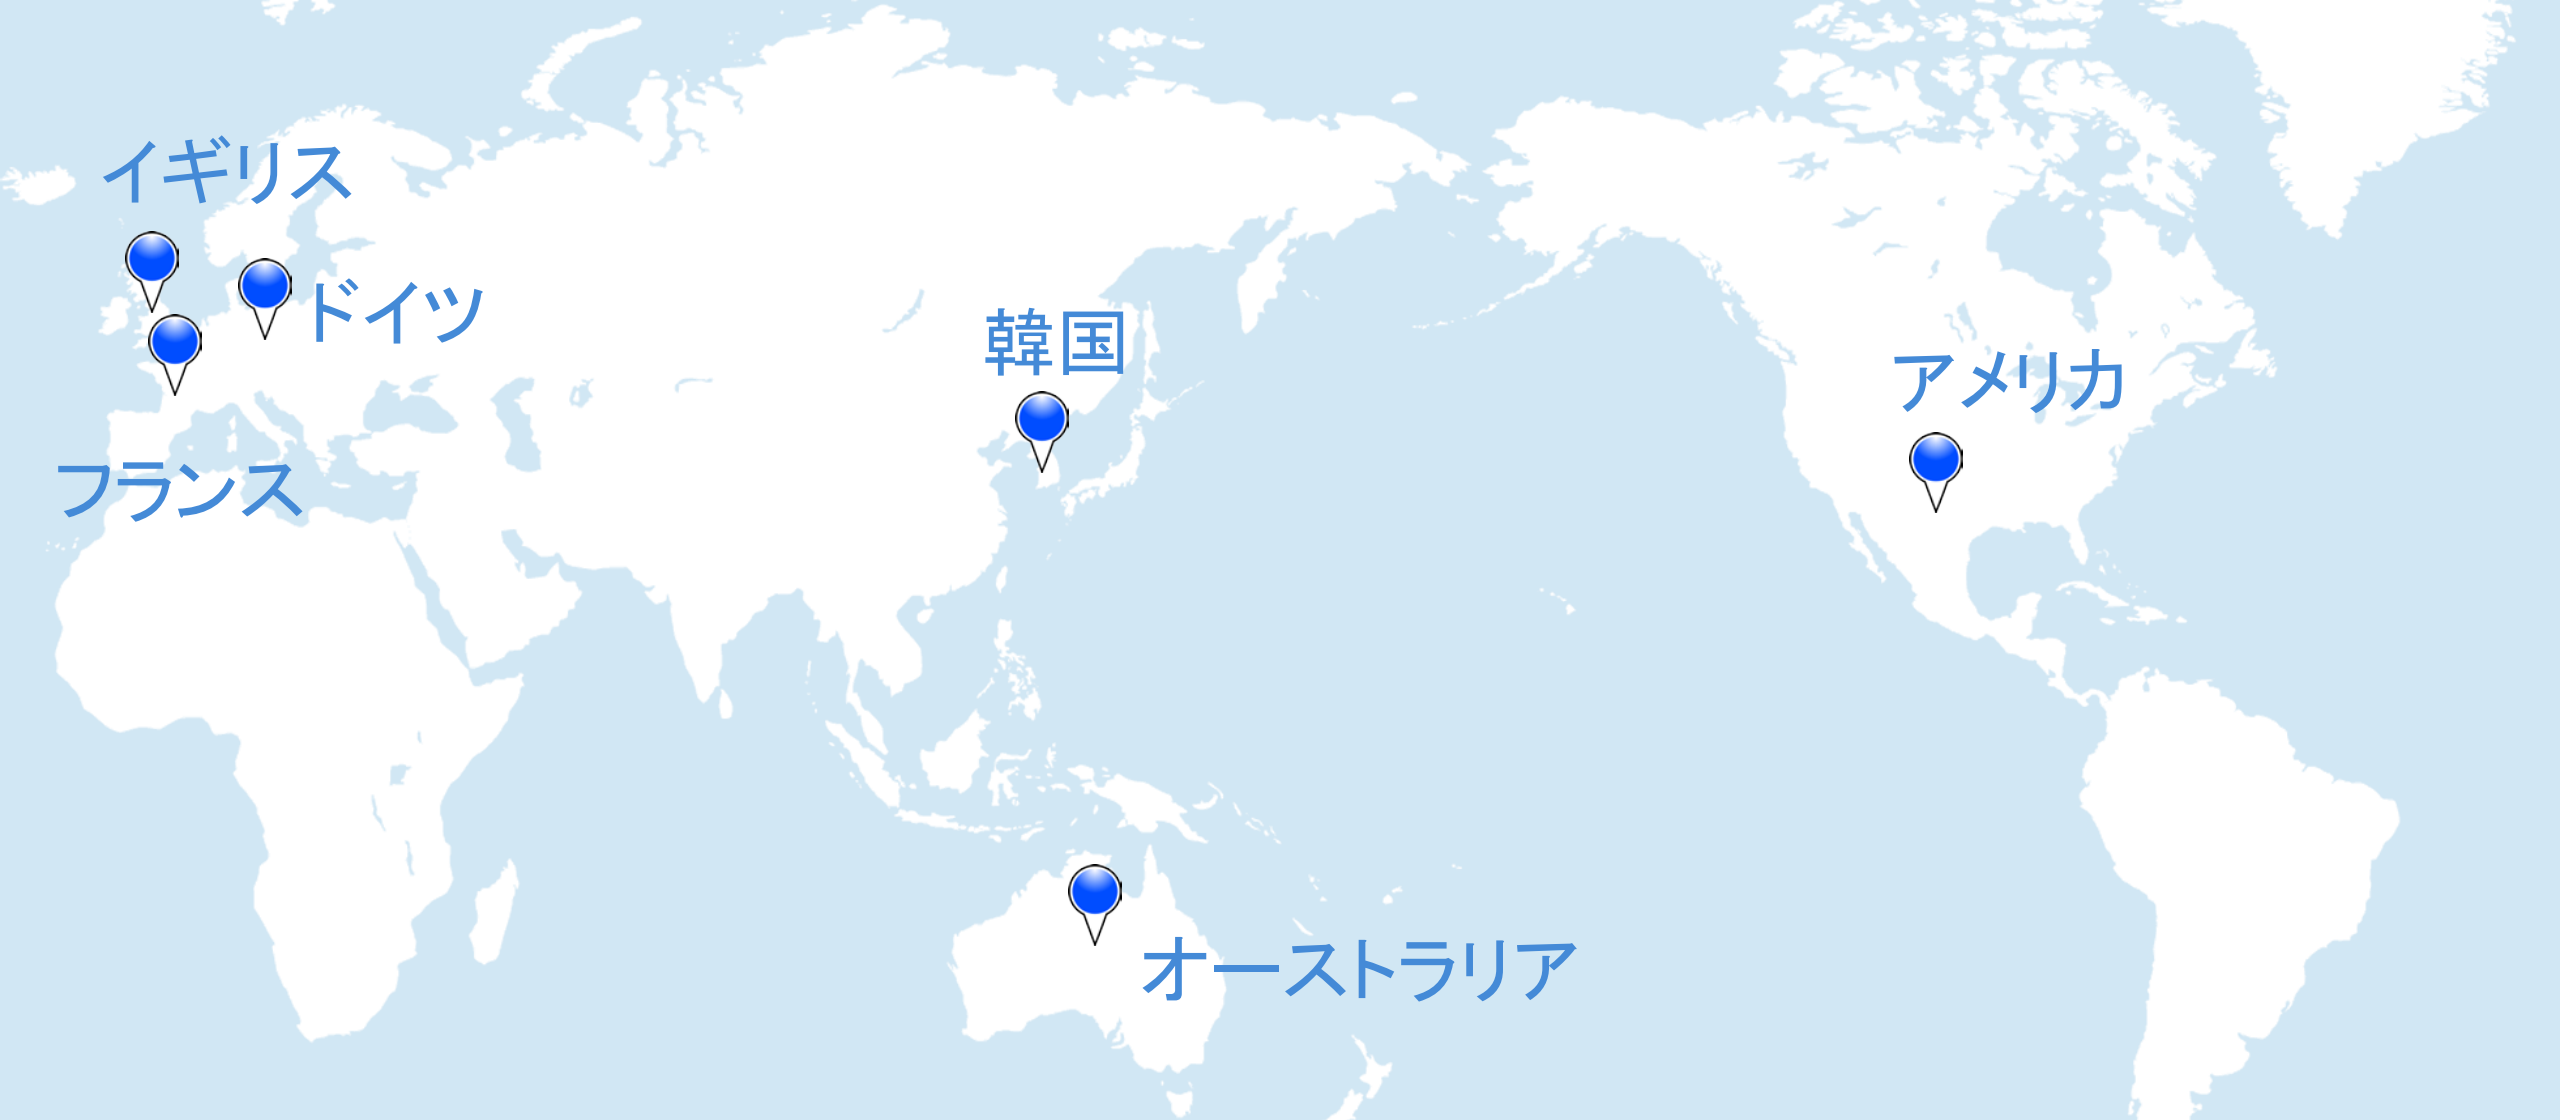 イギリス
ドイツ
韓国
アメリカ
フランス
オーストラリア